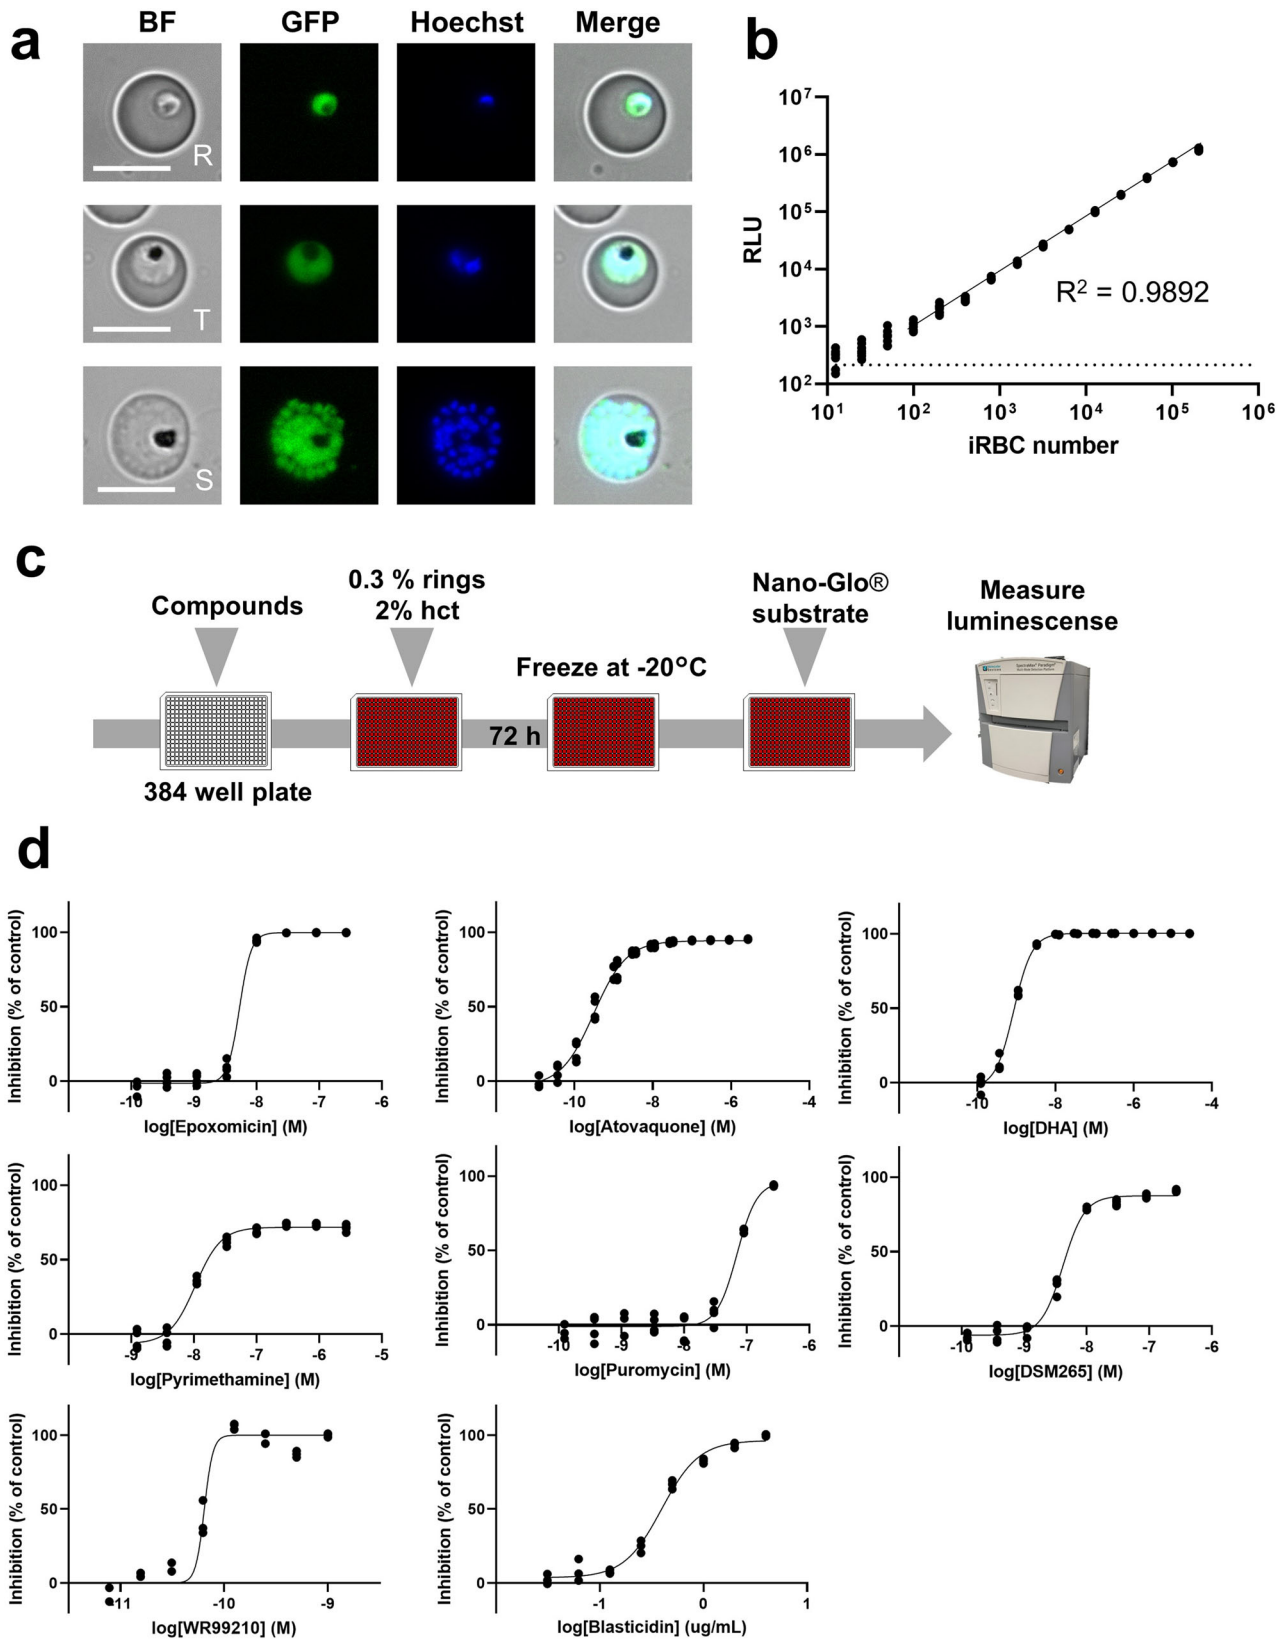 a
BF GFP Hoechst Merge
R
T
S
b
10⁷
10⁶
10⁵
10⁴
10³
10²
RLU
R² = 0.9892
10¹ 10² 10³ 10⁴ 10⁵ 10⁶
iRBC number
c
Compounds
384 well plate
0.3 % rings
2% hct
72 h
Freeze at -20°C
Nano-Glo®
substrate
Measure
luminescense
d
Inhibition (% of control)
100
50
0
-10 -9 -8 -7 -6
log[Epoxomicin] (M)
Inhibition (% of control)
100
50
0
-10 -8 -6 -4
log[Atovaquone] (M)
Inhibition (% of control)
100
50
0
-10 -8 -6 -4
log[DHA] (M)
Inhibition (% of control)
100
50
0
-9 -8 -7 -6 -5
log[Pyrimethamine] (M)
Inhibition (% of control)
100
50
0
-10 -9 -8 -7 -6
log[Puromycin] (M)
Inhibition (% of control)
100
50
0
-10 -9 -8 -7 -6
log[DSM265] (M)
Inhibition (% of control)
100
50
0
-11 -10 -9
log[WR99210] (M)
Inhibition (% of control)
100
50
0
-1 0 1
log[Blasticidin] (ug/mL)